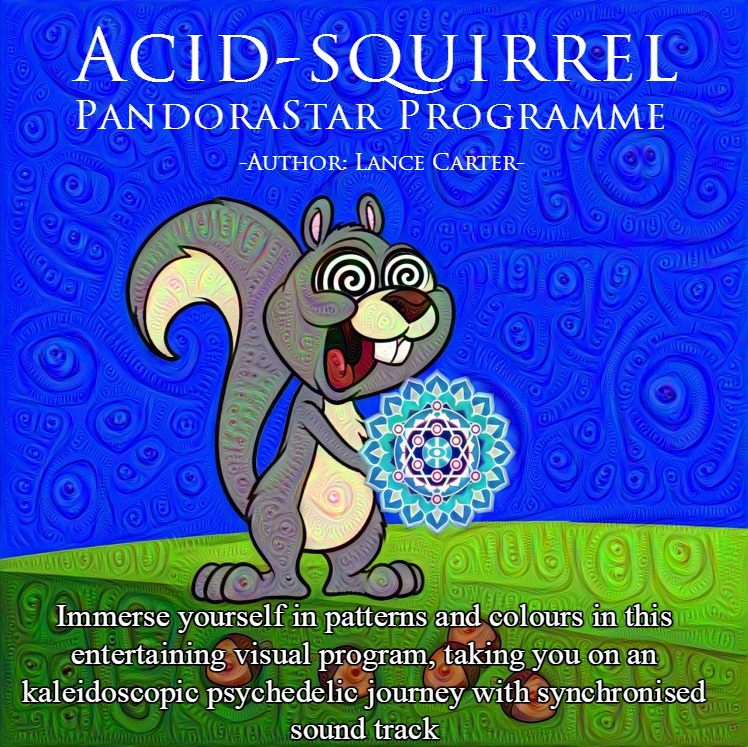 Acid-squirrel
PandoraStar Programme
-Author: Lance Carter-
Immerse yourself in patterns and colours in this
entertaining visual program, taking you on an
kaleidoscopic psychedelic journey with synchronised
sound track